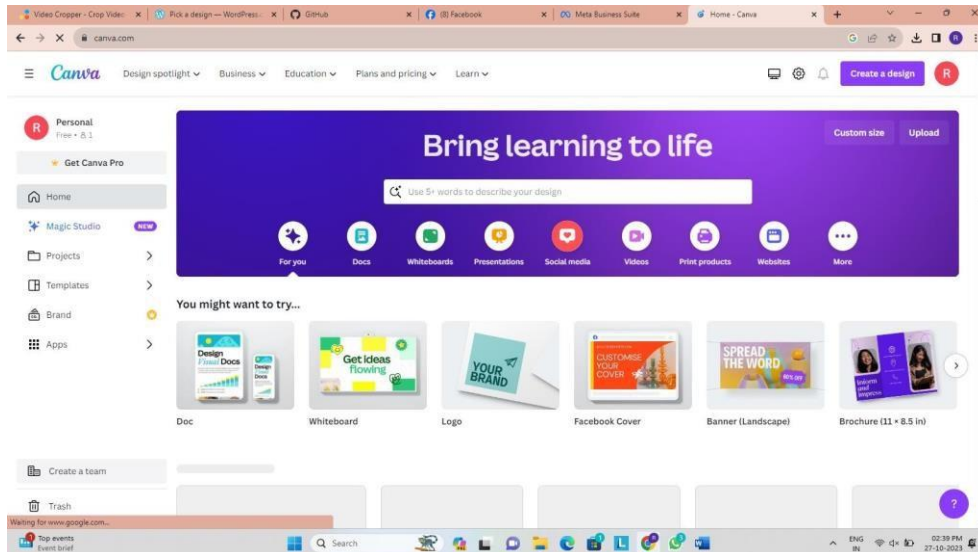 Video Cropper - Crop Video
Pick a design — WordPress.c
GitHub
(8) Facebook
Meta Business Suite
Home - Canva
canva.com
Canva
Design spotlight
Business
Education
Plans and pricing
Learn
Create a design
R
R
Personal
Free • 1
Get Canva Pro
Home
Magic Studio
NEW
Projects
Templates
Brand
Apps
Create a team
Trash
Bring learning to life
Custom size
Upload
Use 5+ words to describe your design
For you
Docs
Whiteboards
Presentations
Social media
Videos
Print products
Websites
More
You might want to try...
Design
Visual Docs
Get ideas
flowing
YOUR
BRAND
CUSTOMISE
YOUR
COVER
SPREAD
THE WORD
Inform
and
impress
Doc
Whiteboard
Logo
Facebook Cover
Banner (Landscape)
Brochure (11 × 8.5 in)
?
Waiting for www.google.com...
Top events
Event brief
Search
ENG
IN
02:39 PM
27-10-2023